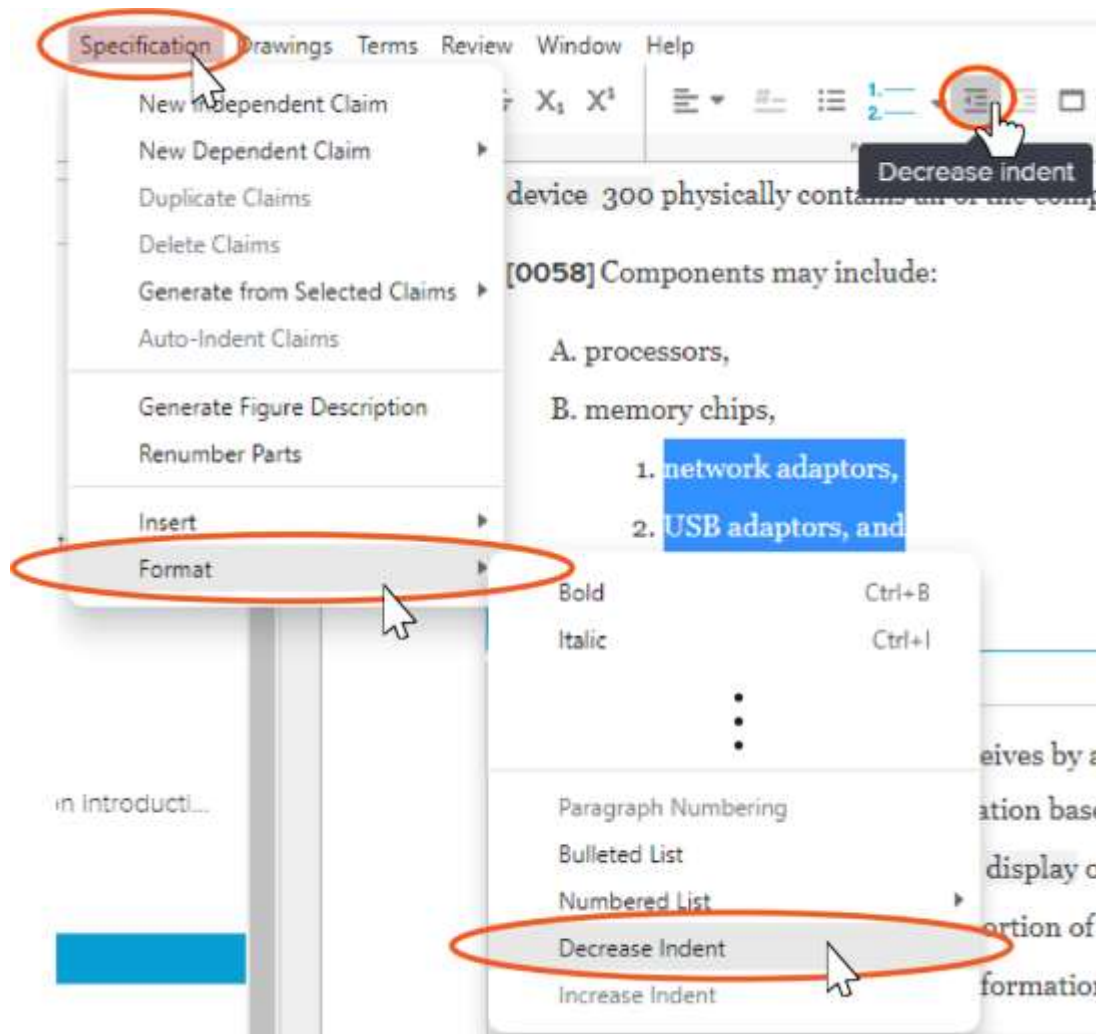 Specification Drawings Terms Review Window Help
New Independent Claim
New Dependent Claim
Duplicate Claims
Delete Claims
Generate from Selected Claims
Auto-Indent Claims
Generate Figure Description
Renumber Parts
Insert
Format
X₁ X¹
1.
2.
Decrease indent
device 300 physically contains all of the
[0058] Components may include:
A. processors,
B. memory chips,
1. network adaptors,
2. USB adaptors, and
Bold Ctrl+B
Italic Ctrl+I
Paragraph Numbering
Bulleted List
Numbered List
Decrease Indent
Increase Indent
eives by a
ation base
display
ortion of
formation
n Introducti...